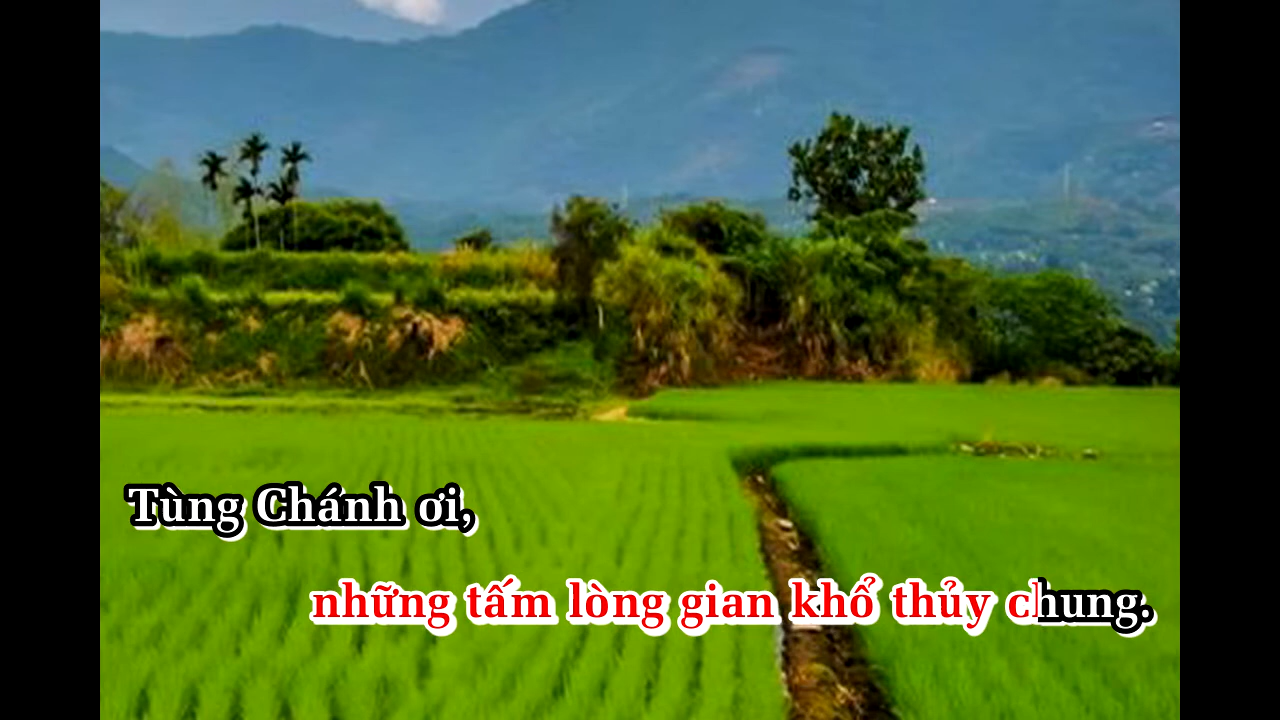 Tùng Chánh ơi,
những tấm lòng gian khổ thủy chung.